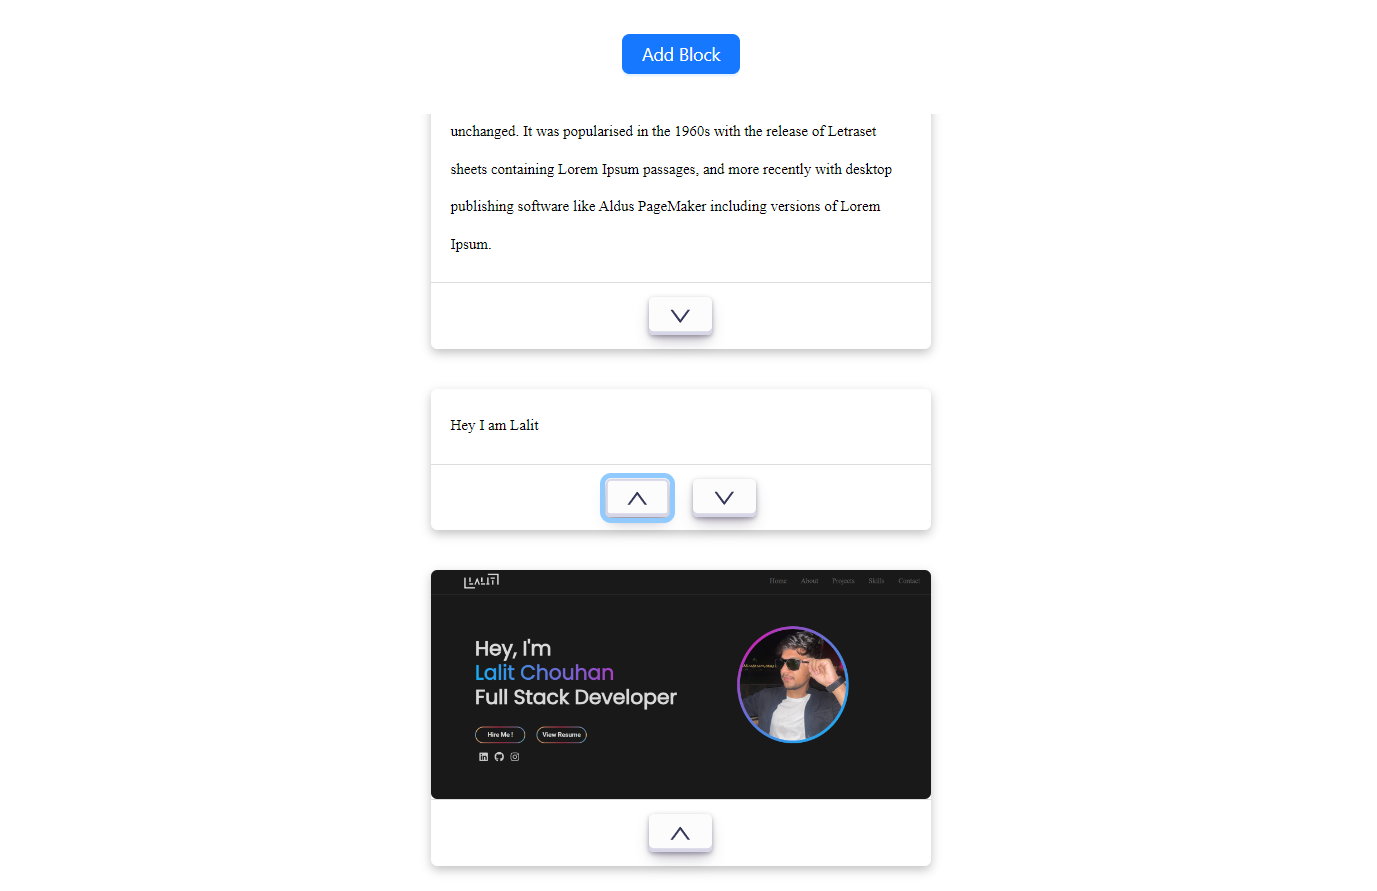 Add Block
unchanged. It was popularised in the 1960s with the release of Letraset
sheets containing Lorem Ipsum passages, and more recently with desktop
publishing software like Aldus PageMaker including versions of Lorem
Ipsum.
Hey I am Lalit
LALIT
Home About Projects Skills Contact
Hey, I'm
Lalit Chouhan
Full Stack Developer
Hire Me ! View Resume